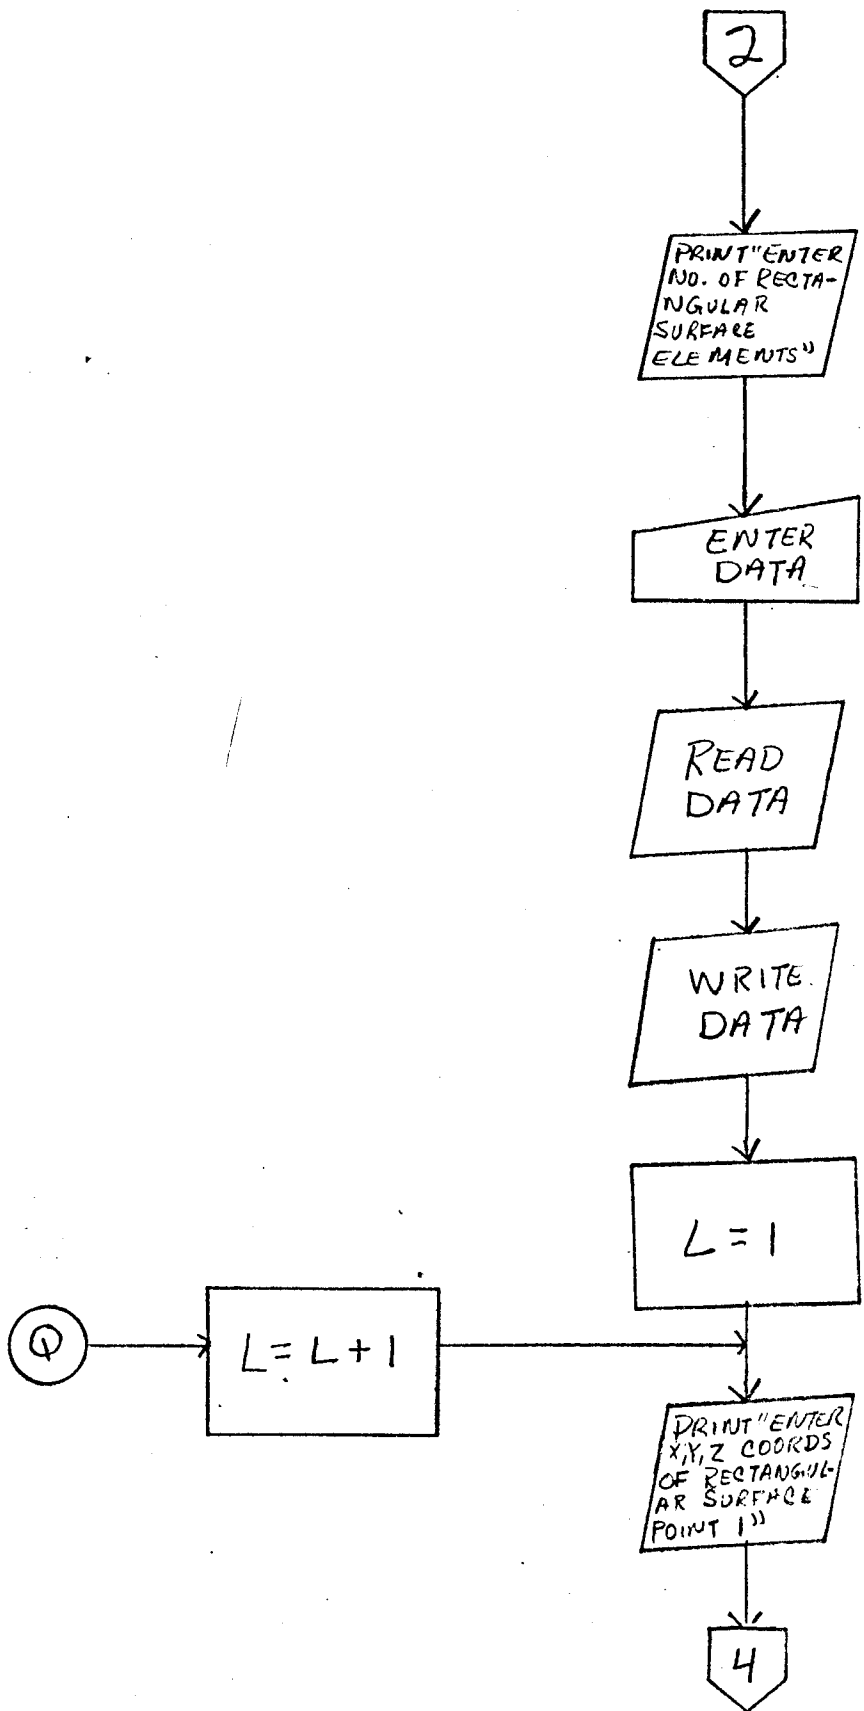 2
PRINT "ENTER
NO. OF RECTA-
NGULAR
SURFACE
ELEMENTS"
ENTER
DATA
READ
DATA
WRITE
DATA
L = 1
Q
L = L + 1
PRINT "ENTER
X,Y,Z COORDS
OF RECTANGUL-
AR SURFACE
POINT 1"
4